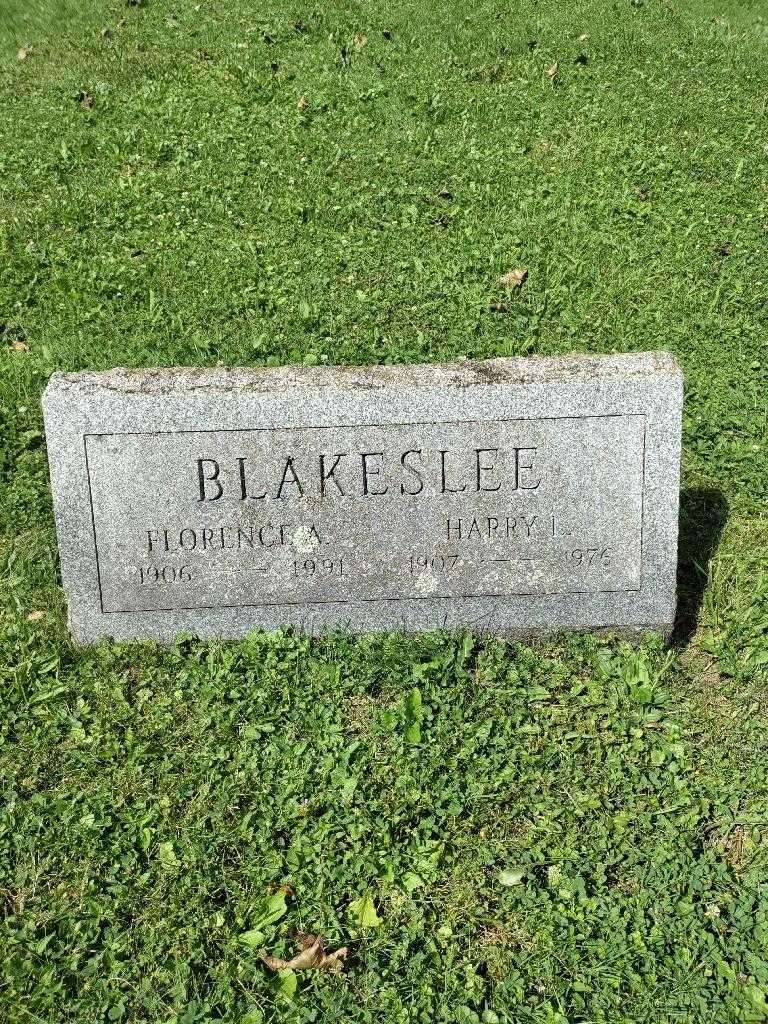 BLAKESLEE
FLORENCE A. HARRY L.
1906 — — 1991 1907 — — 1976